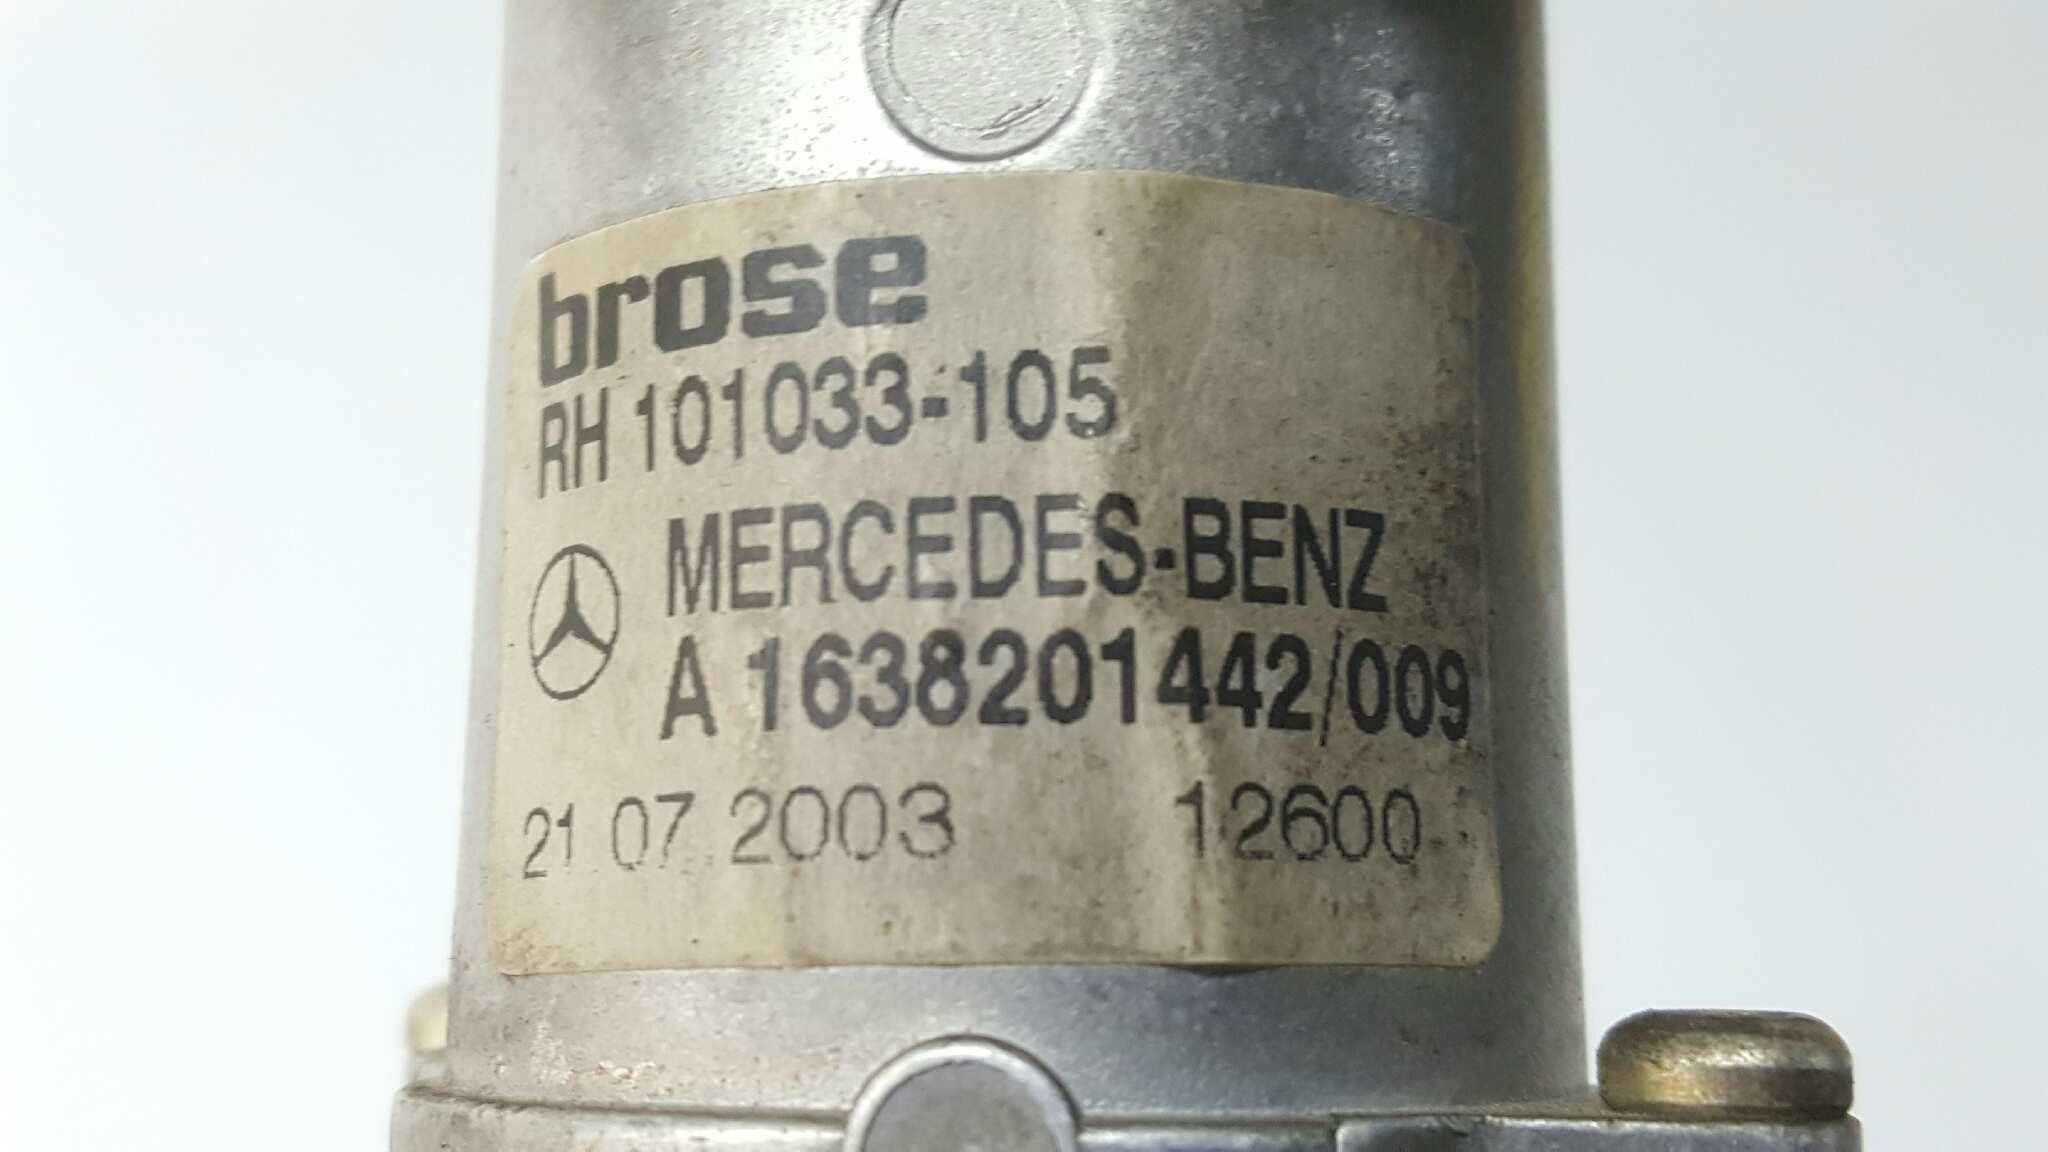 brose
RH 101033-105
MERCEDES-BENZ
A 1638201442/009
21 07 2003 12600